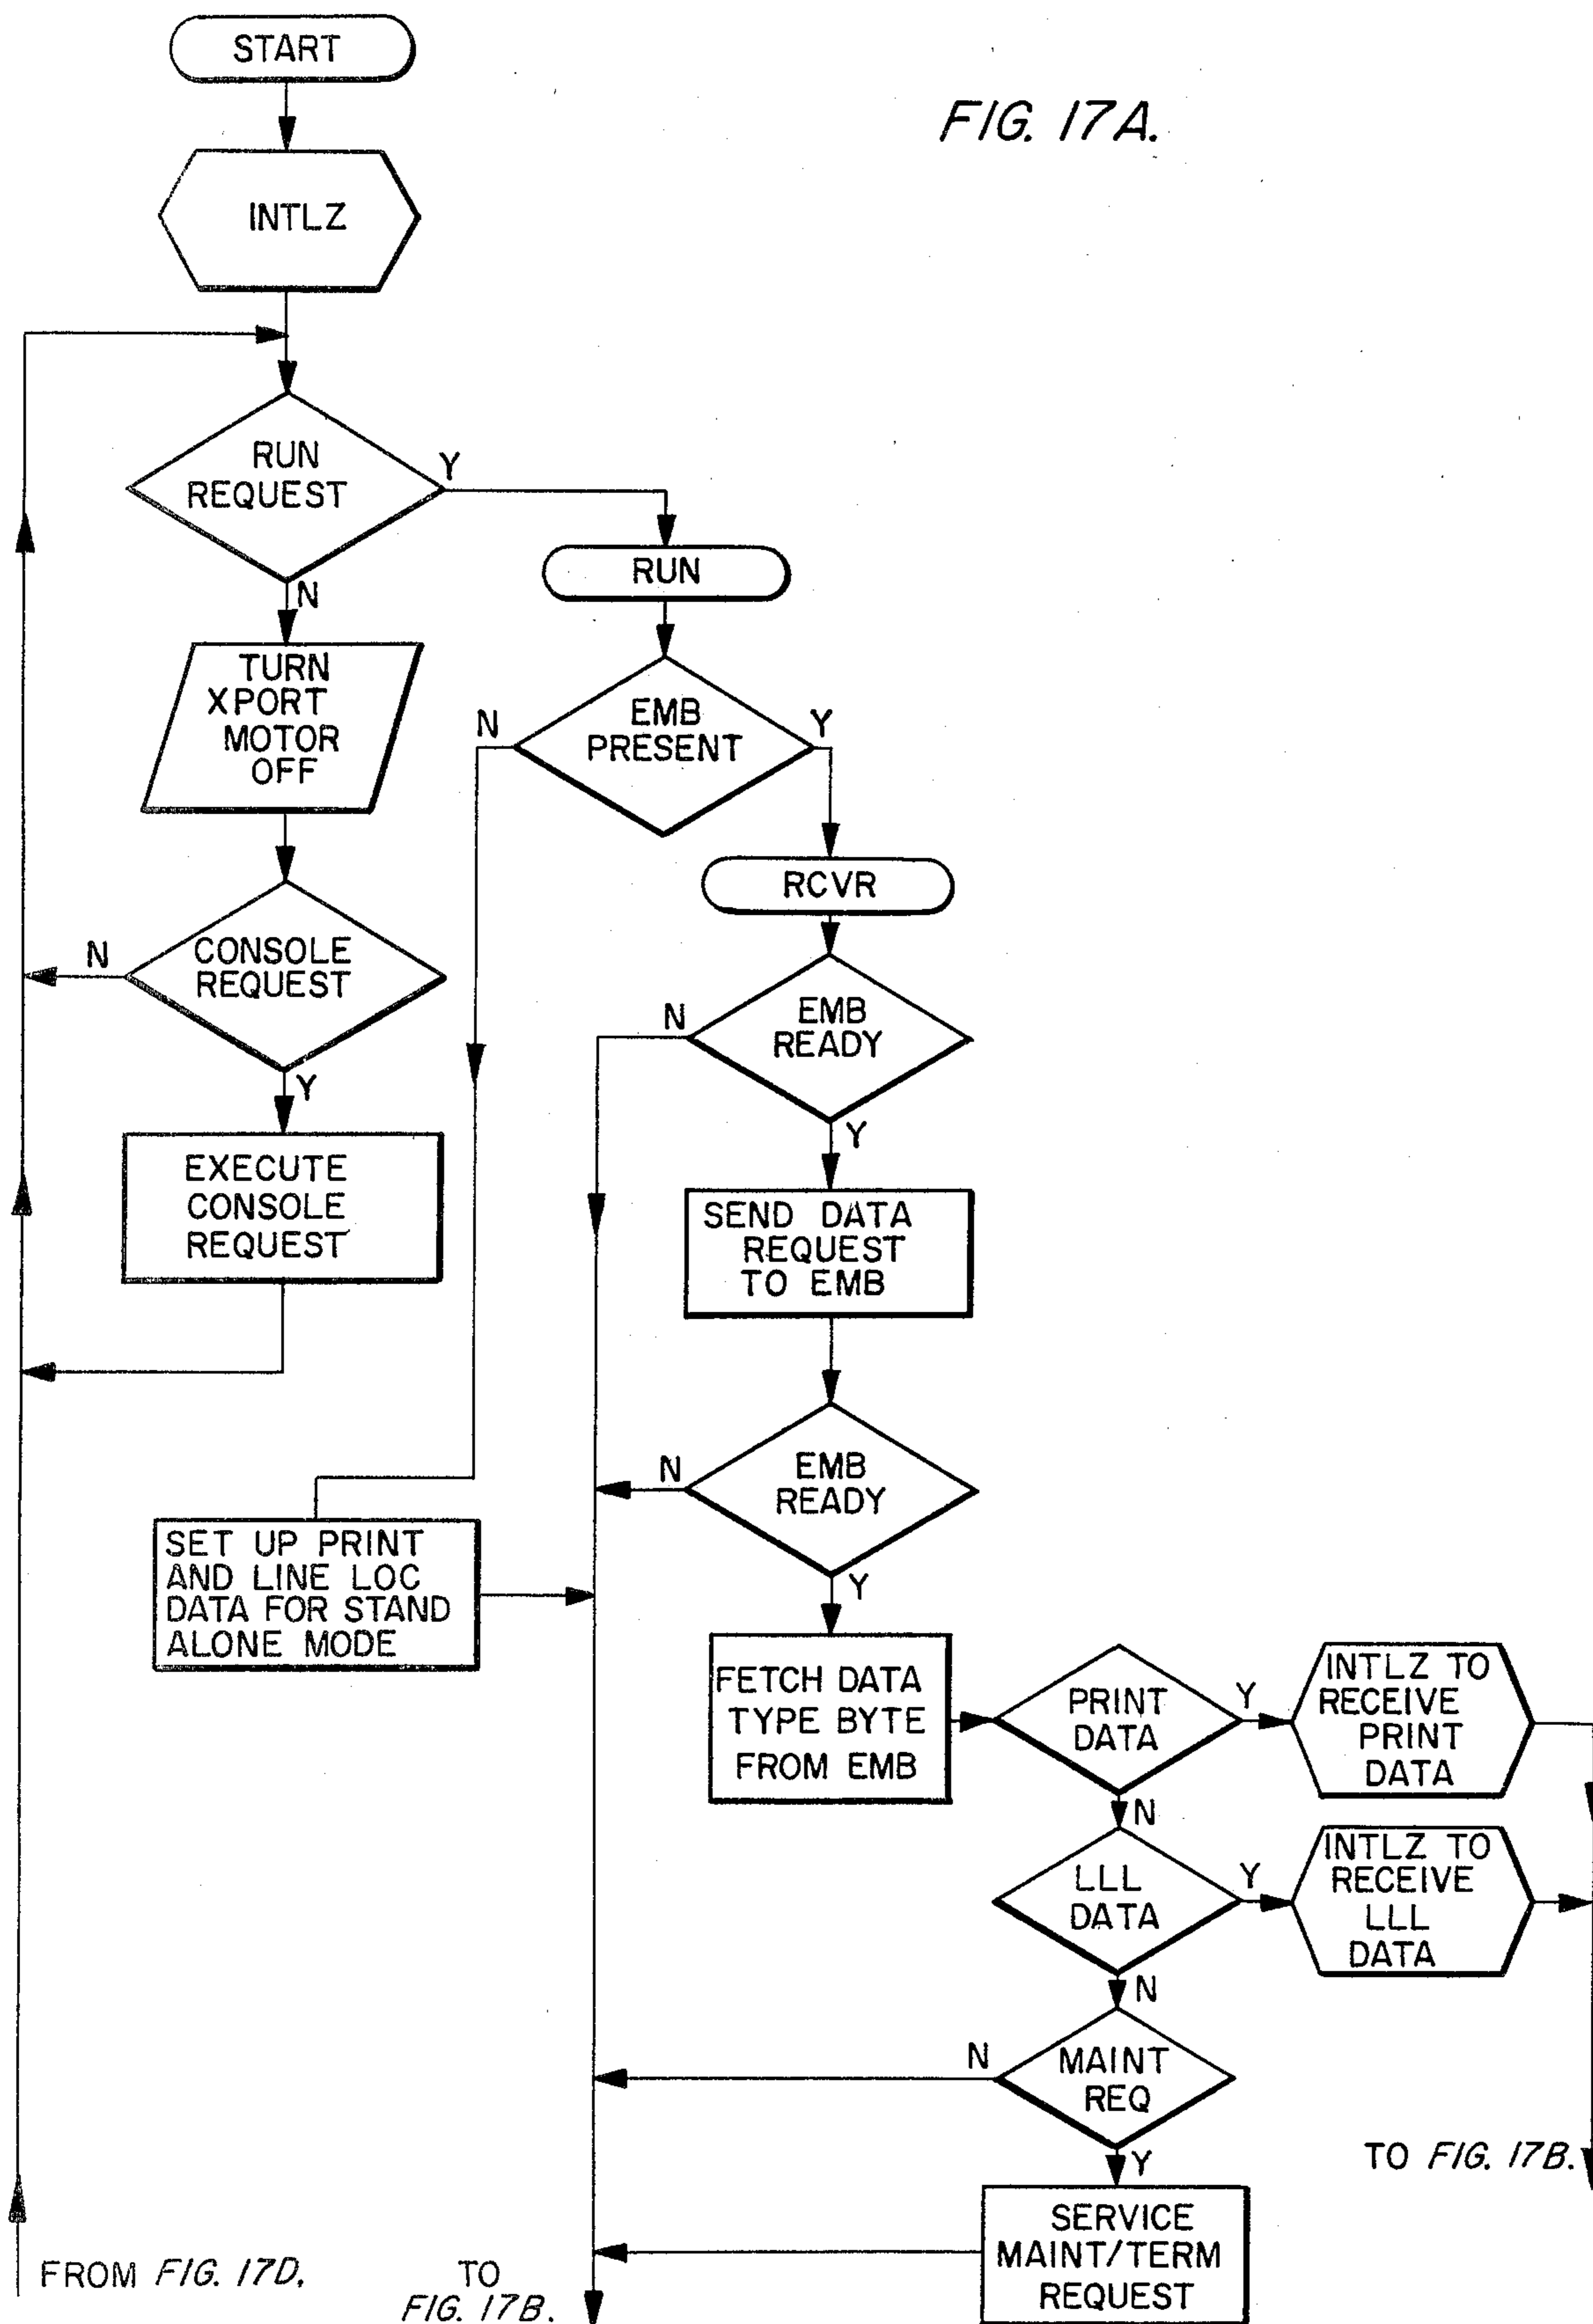 START
FIG. 17A.
INTLZ
RUN
REQUEST
Y
N
RUN
TURN
XPORT
MOTOR
OFF
EMB
PRESENT
N
Y
RCVR
CONSOLE
REQUEST
N
Y
EMB
READY
N
Y
EXECUTE
CONSOLE
REQUEST
SEND DATA
REQUEST
TO EMB
EMB
READY
N
Y
SET UP PRINT
AND LINE LOC
DATA FOR STAND
ALONE MODE
FETCH DATA
TYPE BYTE
FROM EMB
PRINT
DATA
Y
N
INTLZ TO
RECEIVE
PRINT
DATA
LLL
DATA
Y
N
INTLZ TO
RECEIVE
LLL
DATA
MAINT
REQ
N
Y
TO FIG. 17B.
SERVICE
MAINT/TERM
REQUEST
FROM FIG. 17D.
TO
FIG. 17B.